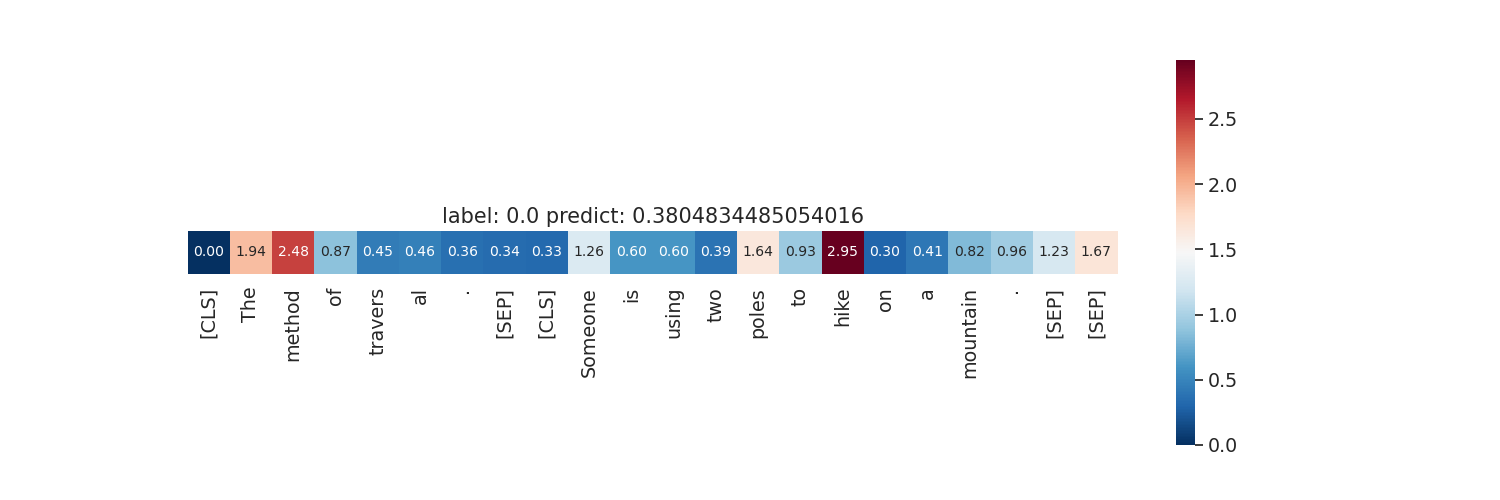 label: 0.0 predict: 0.3804834485054016
0.00 1.94 2.48 0.87 0.45 0.46 0.36 0.34 0.33 1.26 0.60 0.60 0.39 1.64 0.93 2.95 0.30 0.41 0.82 0.96 1.23 1.67
[CLS] The method of travers al . [SEP] [CLS] Someone is using two poles to hike on a mountain . [SEP] [SEP]
2.5
2.0
1.5
1.0
0.5
0.0